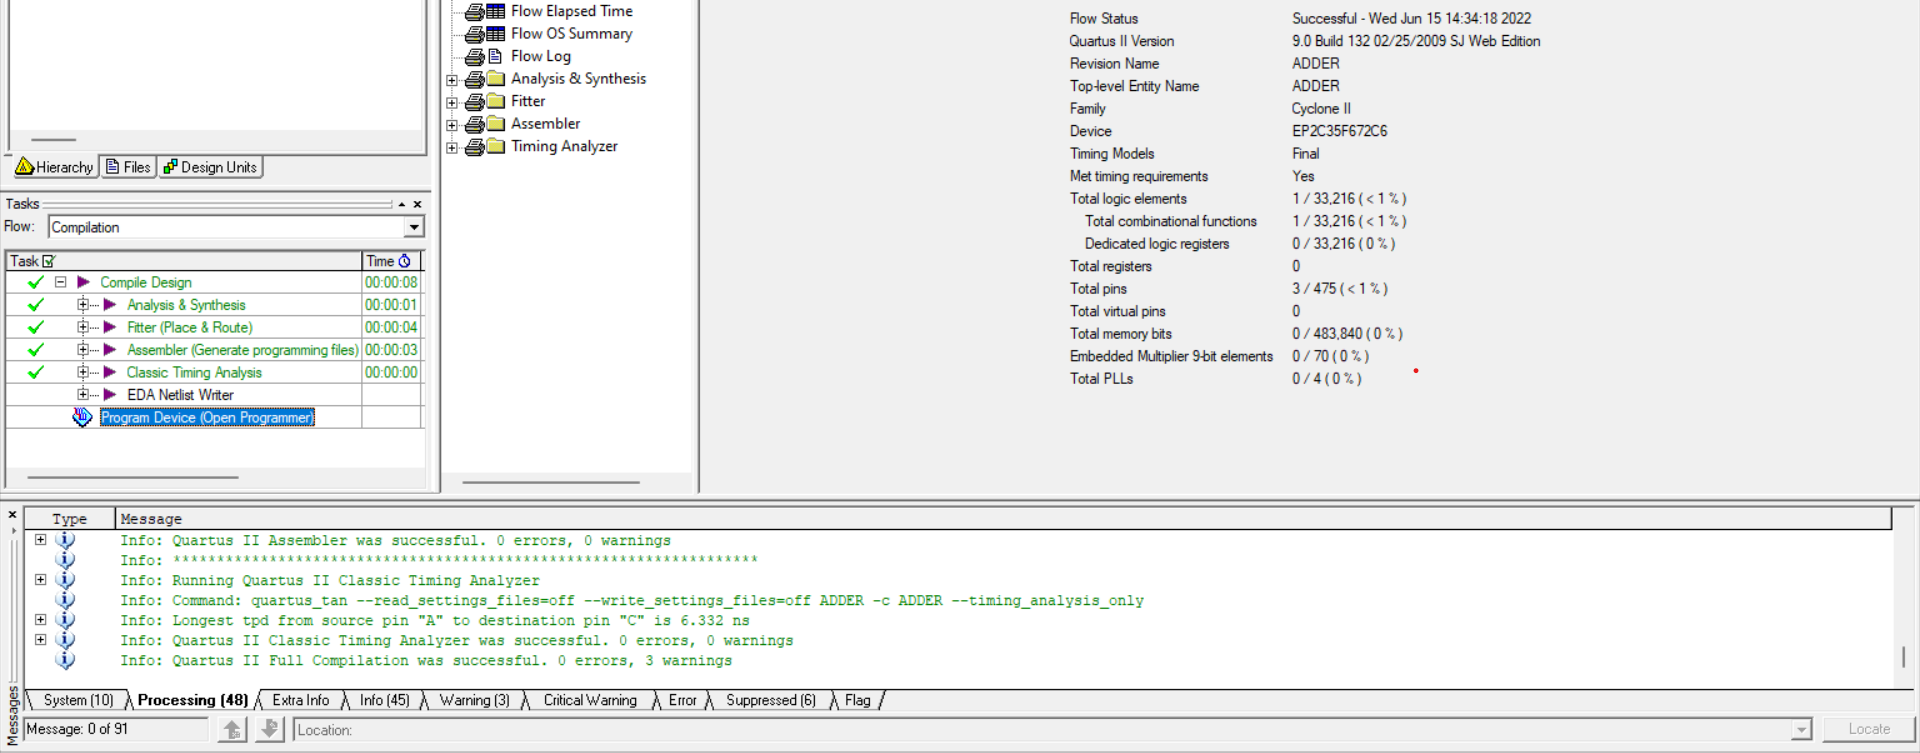 Flow Elapsed Time
Flow OS Summary
Flow Log
Analysis & Synthesis
Fitter
Assembler
Timing Analyzer
Hierarchy Files Design Units
Tasks
Flow: Compilation
Task Time
Compile Design 00:00:08
Analysis & Synthesis 00:00:01
Fitter (Place & Route) 00:00:04
Assembler (Generate programming files) 00:00:03
Classic Timing Analysis 00:00:00
EDA Netlist Writer
Program Device (Open Programmer)
Flow Status Successful - Wed Jun 15 14:34:18 2022
Quartus II Version 9.0 Build 132 02/25/2009 SJ Web Edition
Revision Name ADDER
Top-level Entity Name ADDER
Family Cyclone II
Device EP2C35F672C6
Timing Models Final
Met timing requirements Yes
Total logic elements 1 / 33,216 ( < 1 % )
Total combinational functions 1 / 33,216 ( < 1 % )
Dedicated logic registers 0 / 33,216 ( 0 % )
Total registers 0
Total pins 3 / 475 ( < 1 % )
Total virtual pins 0
Total memory bits 0 / 483,840 ( 0 % )
Embedded Multiplier 9-bit elements 0 / 70 ( 0 % )
Total PLLs 0 / 4 ( 0 % )
Type Message
Info: Quartus II Assembler was successful. 0 errors, 0 warnings
Info: *******************************************************************
Info: Running Quartus II Classic Timing Analyzer
Info: Command: quartus_tan --read_settings_files=off --write_settings_files=off ADDER -c ADDER --timing_analysis_only
Info: Longest tpd from source pin "A" to destination pin "C" is 6.332 ns
Info: Quartus II Classic Timing Analyzer was successful. 0 errors, 0 warnings
Info: Quartus II Full Compilation was successful. 0 errors, 3 warnings
System (10) Processing (48) Extra Info Info (45) Warning (3) Critical Warning Error Suppressed (6) Flag
Messages
Message: 0 of 91 Location: Locate